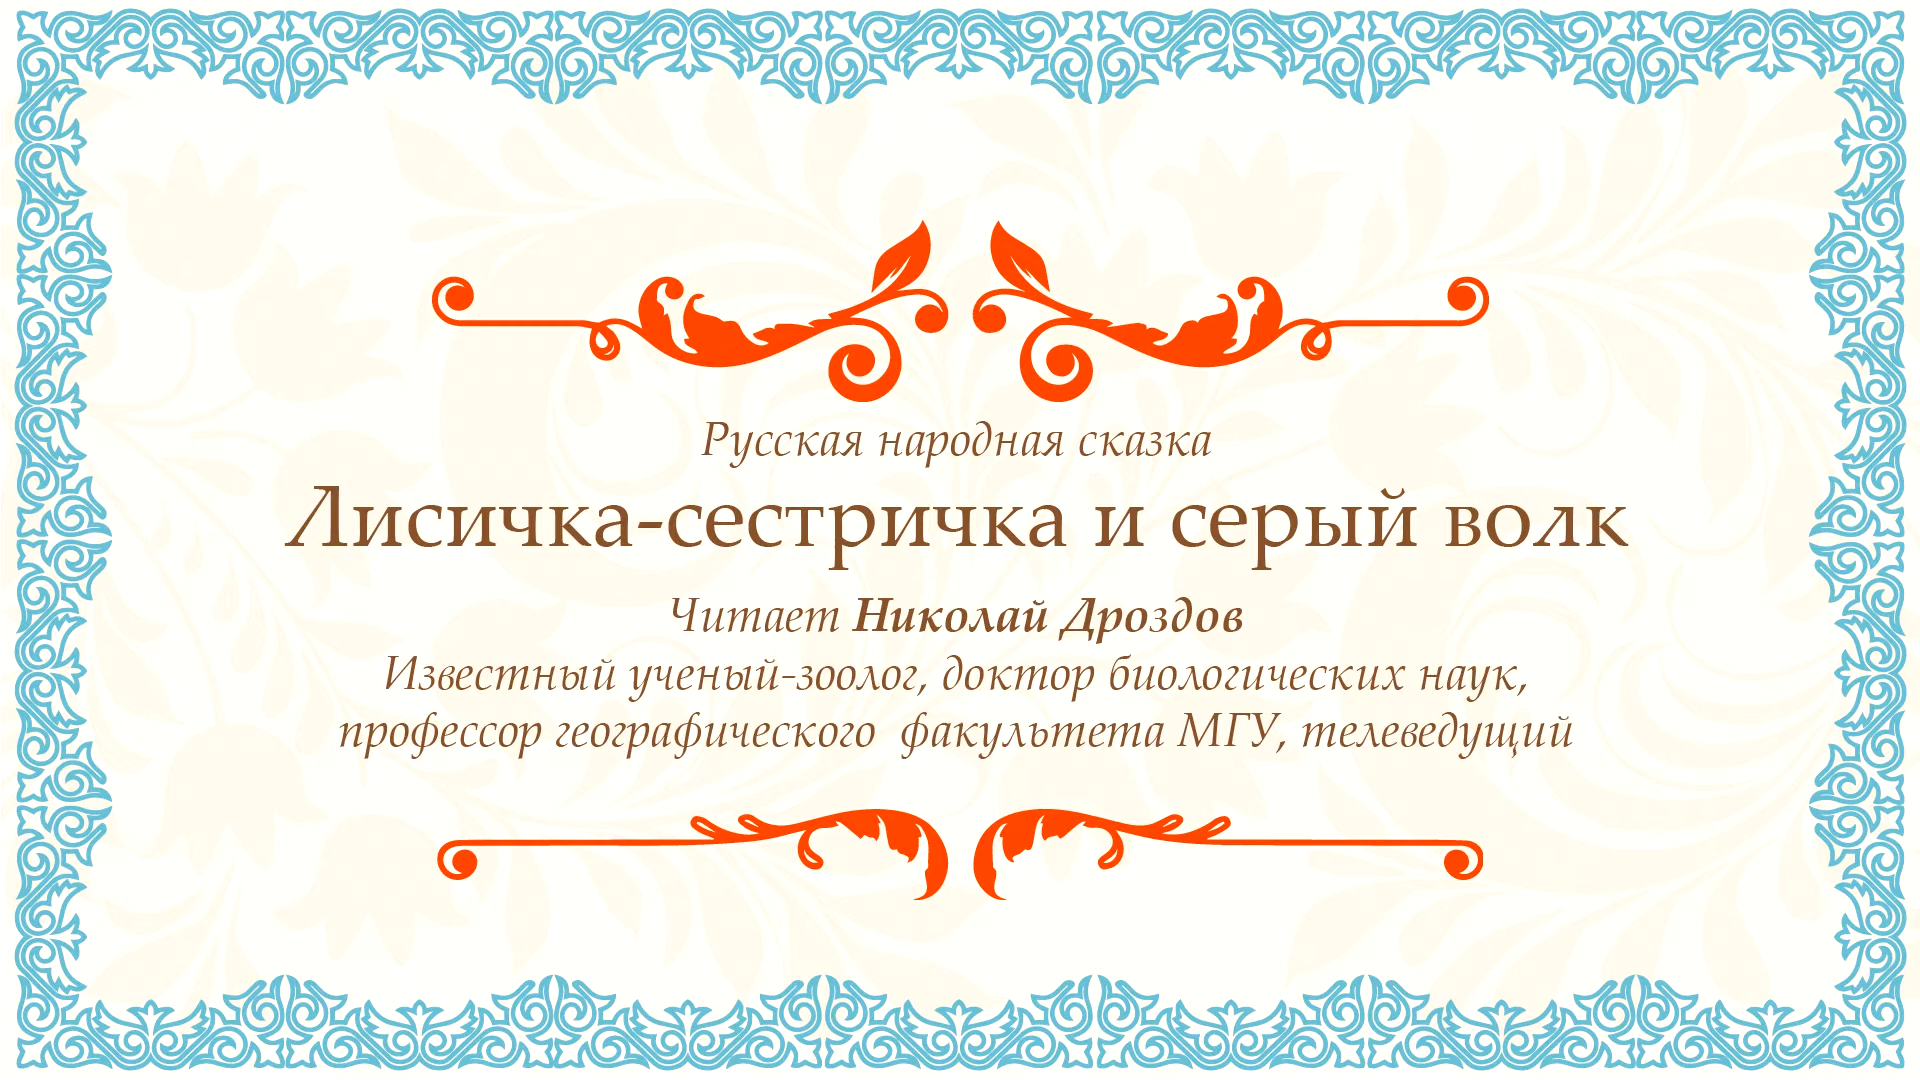 Русская народная сказка
Лисичка-сестричка и серый волк
Читает Николай Дроздов
Известный ученый-зоолог, доктор биологических наук,
профессор географического факультета МГУ, телеведущий